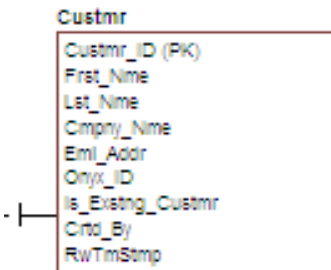 Custmr
Custmr_ID (PK)
Frst_Nme
Lst_Nme
Cmpny_Nme
Eml_Addr
Onyx_ID
Is_Exstng_Custmr
Crtd_By
RwTmStmp